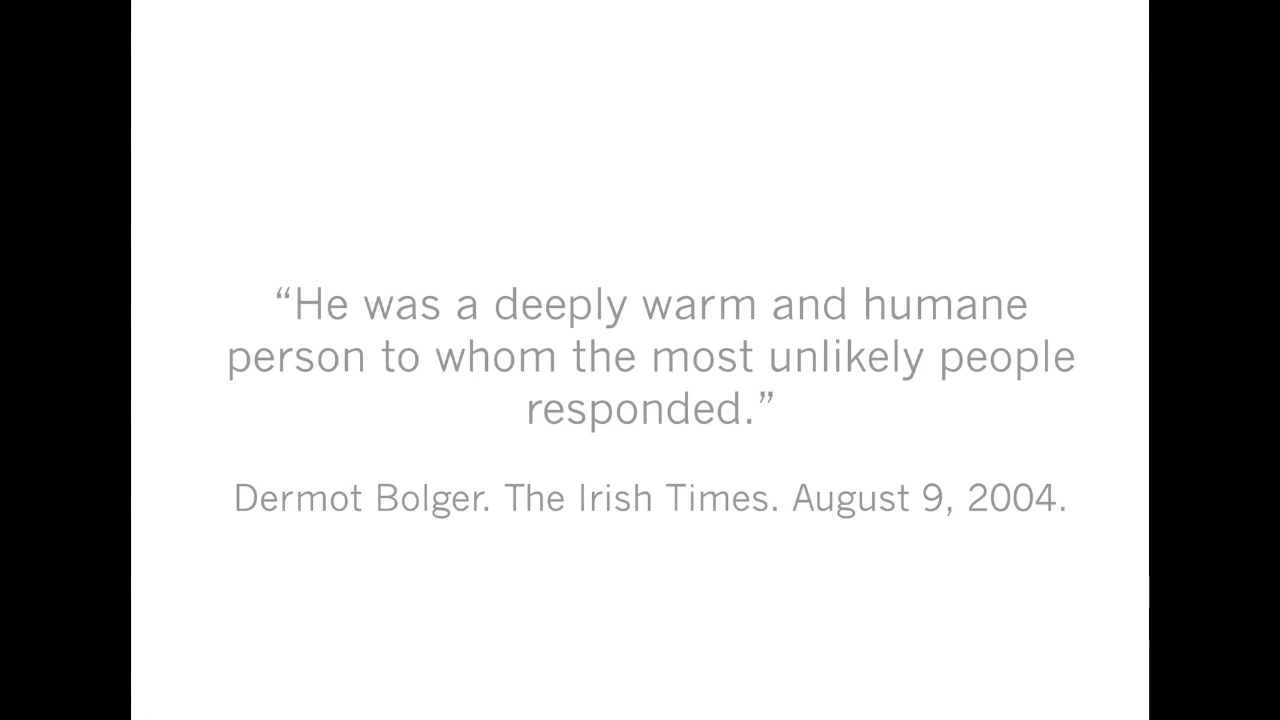 “He was a deeply warm and humane
person to whom the most unlikely people
responded.”
Dermot Bolger. The Irish Times. August 9, 2004.